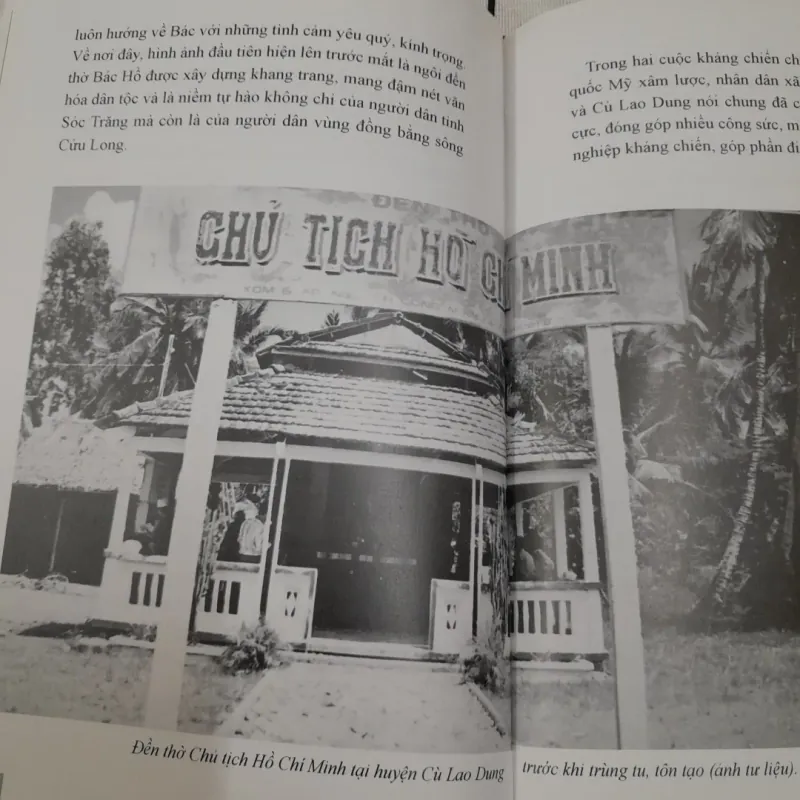 luôn hướng về Bác với những tình cảm yêu quý, kính trọng.
Về nơi đây, hình ảnh đầu tiên hiện lên trước mắt là ngôi đền
thờ Bác Hồ được xây dựng khang trang, mang đậm nét văn
hóa dân tộc và là niềm tự hào không chỉ của người dân tỉnh
Sóc Trăng mà còn là của người dân vùng đồng bằng sông
Cửu Long.
Trong hai cuộc kháng chiến ch
quốc Mỹ xâm lược, nhân dân xã
và Cù Lao Dung nói chung đã c
cực, đóng góp nhiều công sức, m
nghiệp kháng chiến, góp phần đi
ĐỀN THỜ
CHỦ TỊCH HỒ CHÍ MINH
Đền thờ Chủ tịch Hồ Chí Minh tại huyện Cù Lao Dung trước khi trùng tu, tôn tạo (ảnh tư liệu).